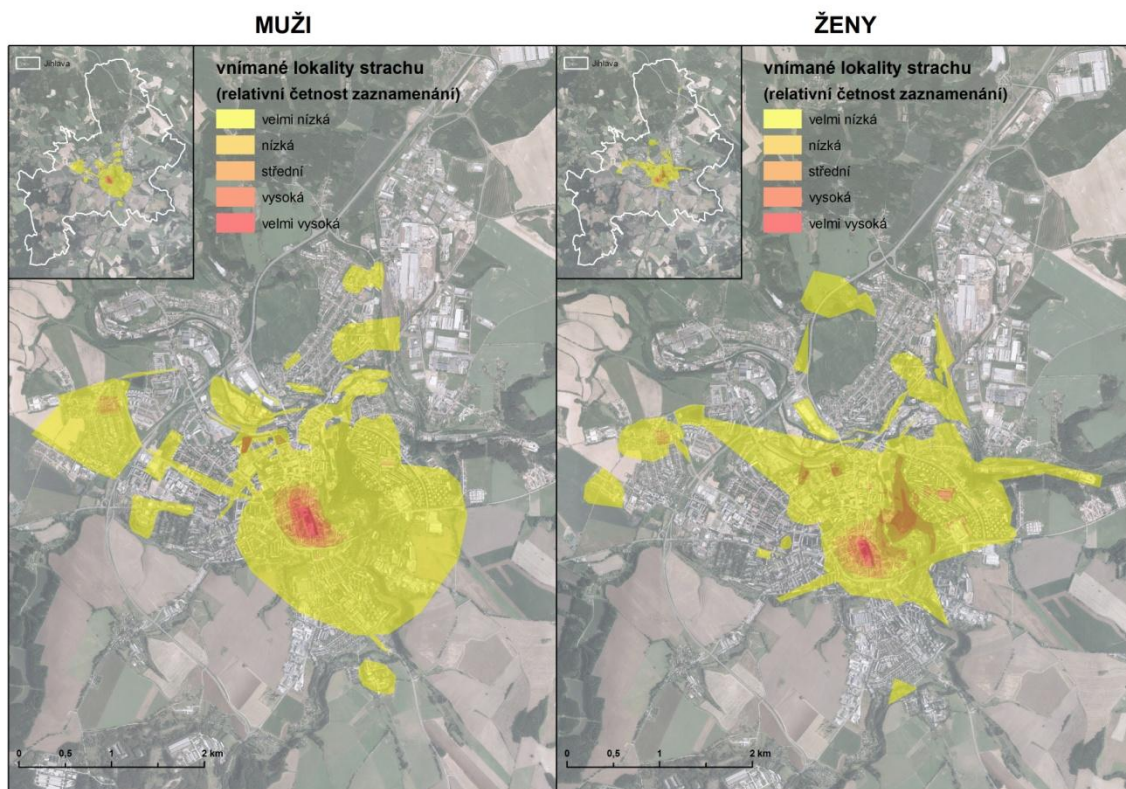 MUŽI
Jihlava
vnímané lokality strachu
(relativní četnost zaznamenání)
velmi nízká
nízká
střední
vysoká
velmi vysoká
0 0,5 1 2 km
ŽENY
Jihlava
vnímané lokality strachu
(relativní četnost zaznamenání)
velmi nízká
nízká
střední
vysoká
velmi vysoká
0 0,5 1 2 km